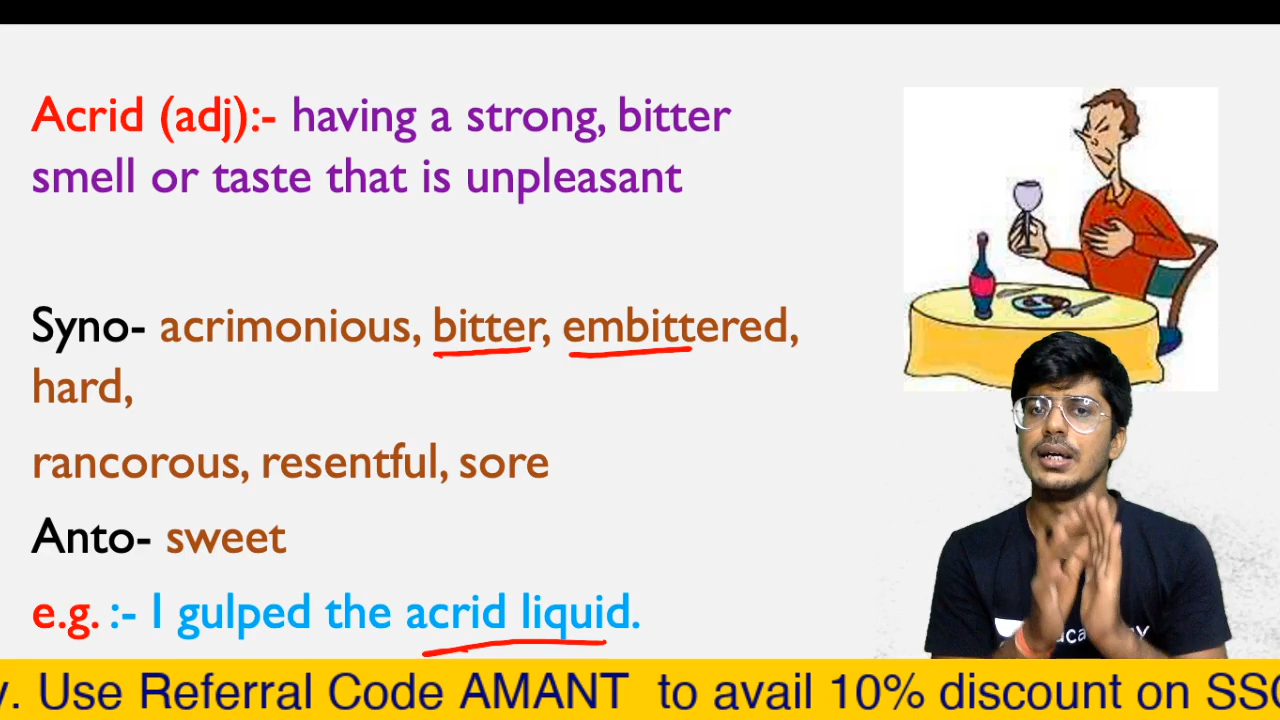 Acrid (adj):- having a strong, bitter
smell or taste that is unpleasant
Syno- acrimonious, bitter, embittered,
hard,
rancorous, resentful, sore
Anto- sweet
e.g. :- I gulped the acrid liquid.
y. Use Referral Code AMANT to avail 10% discount on SSC